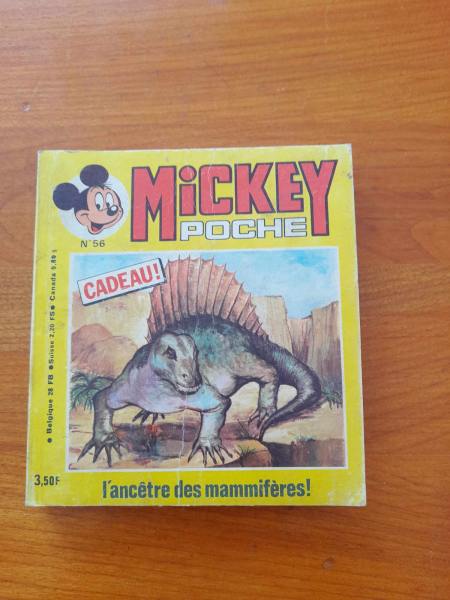 MiCKEY
POCHE
N°56
CADEAU!
● Belgique 28 FB ● Suisse 2,20 FS ● Canada
3,50F
l'ancêtre des mammifères!